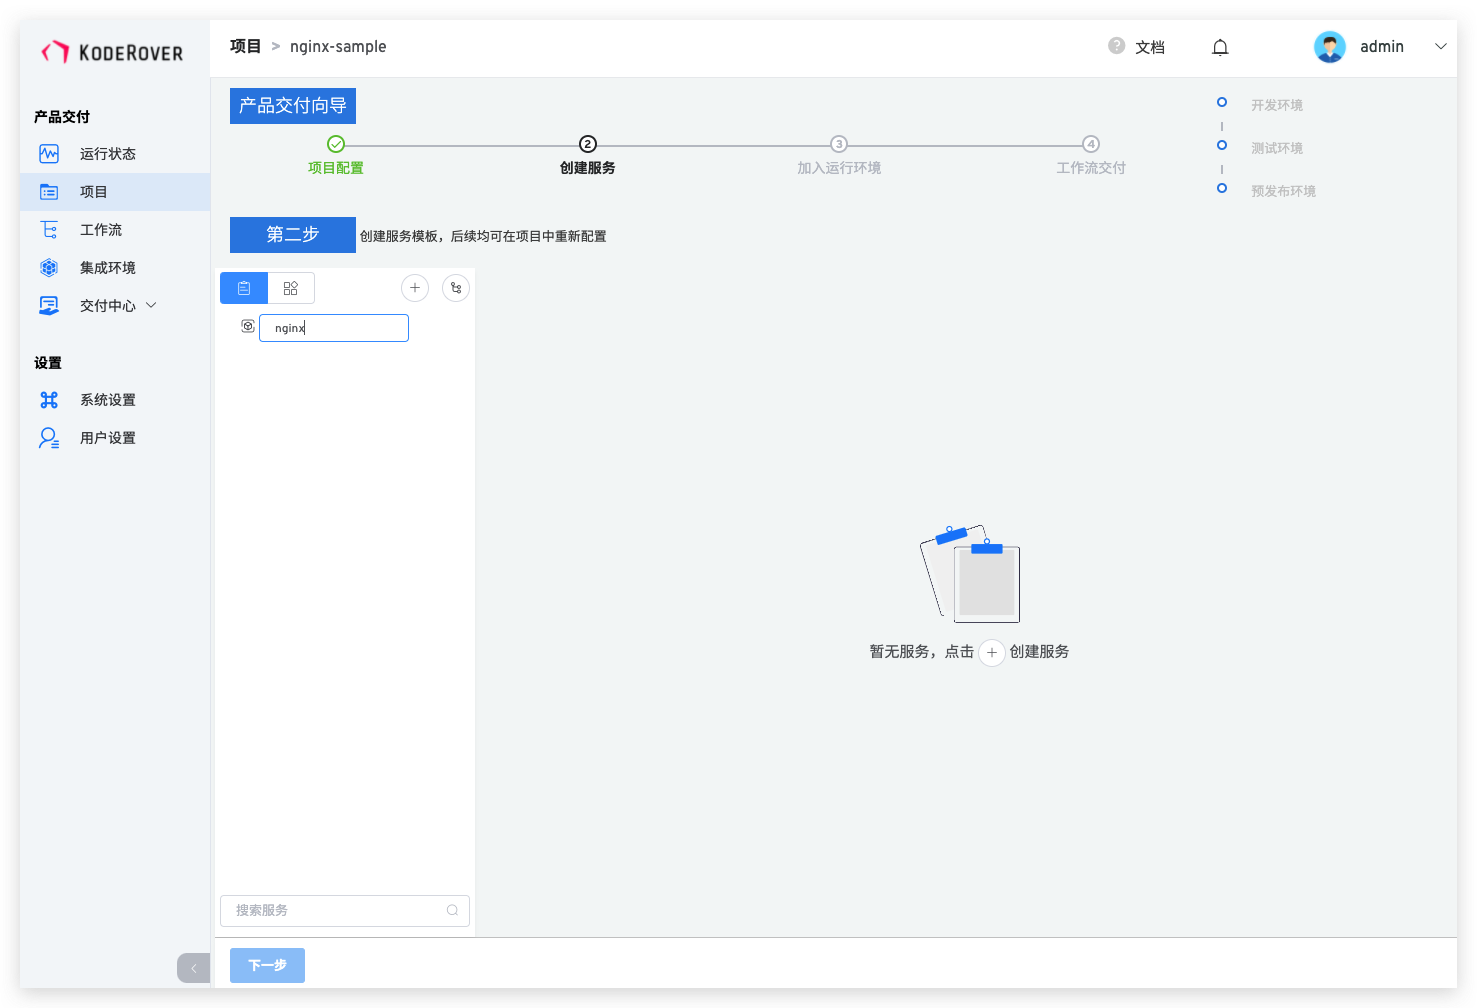 KODEROVER
项目 > nginx-sample
? 文档
admin
产品交付
运行状态
项目
工作流
集成环境
交付中心
设置
系统设置
用户设置
产品交付向导
2
3
4
项目配置
创建服务
加入运行环境
工作流交付
开发环境
测试环境
预发布环境
第二步 创建服务模板，后续均可在项目中重新配置
nginx
暂无服务，点击 + 创建服务
搜索服务
下一步